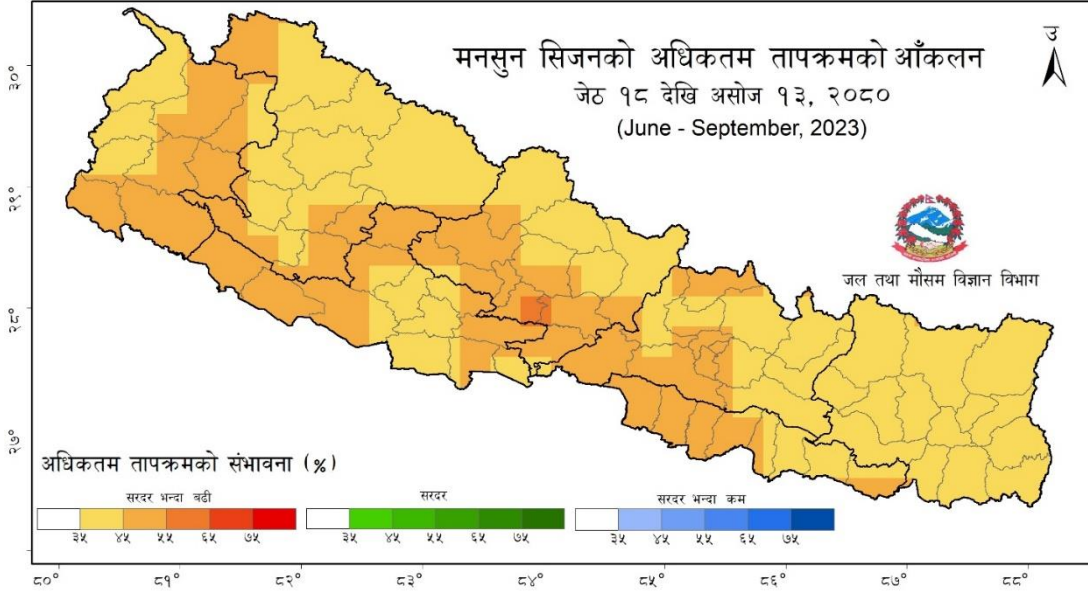 मनसुन सिजनको अधिकतम तापक्रमको आँकलन
जेठ १८ देखि असोज १३, २०८०
(June - September, 2023)
उ
जल तथा मौसम विज्ञान विभाग
३०°
२९°
२८°
२७°
अधिकतम तापक्रमको संभावना (%)
सरदर भन्दा बढी
सरदर
सरदर भन्दा कम
३५ ४५ ५५ ६५ ७५
३५ ४५ ५५ ६५ ७५
३५ ४५ ५५ ६५ ७५
८०° ८१° ८२° ८३° ८४° ८५° ८६° ८७° ८८°